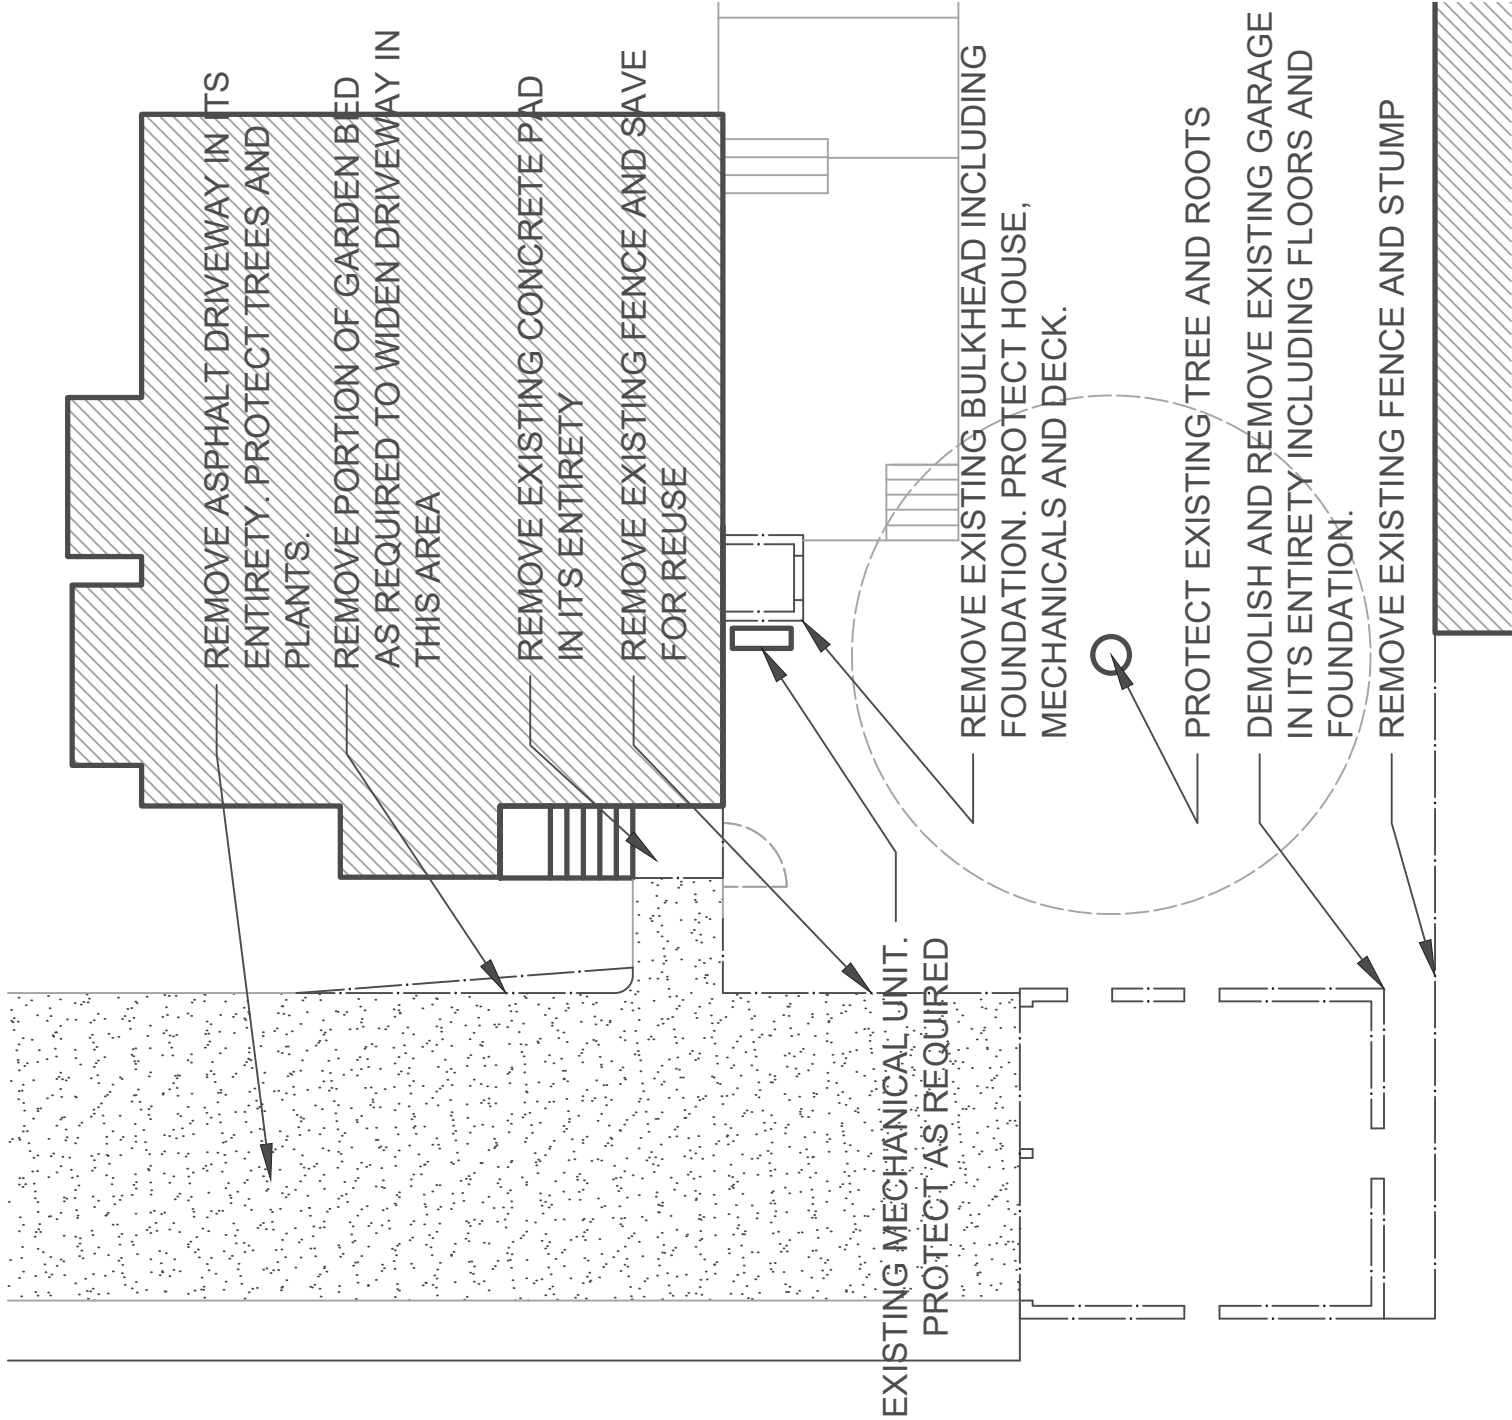 REMOVE ASPHALT DRIVEWAY IN ITS
ENTIRETY. PROTECT TREES AND
PLANTS.
REMOVE PORTION OF GARDEN BED
AS REQUIRED TO WIDEN DRIVEWAY IN
THIS AREA
REMOVE EXISTING CONCRETE PAD
IN ITS ENTIRETY
REMOVE EXISTING FENCE AND SAVE
FOR REUSE
EXISTING MECHANICAL UNIT.
PROTECT AS REQUIRED
REMOVE EXISTING BULKHEAD INCLUDING
FOUNDATION. PROTECT HOUSE,
MECHANICALS AND DECK.
PROTECT EXISTING TREE AND ROOTS
DEMOLISH AND REMOVE EXISTING GARAGE
IN ITS ENTIRETY INCLUDING FLOORS AND
FOUNDATION.
REMOVE EXISTING FENCE AND STUMP